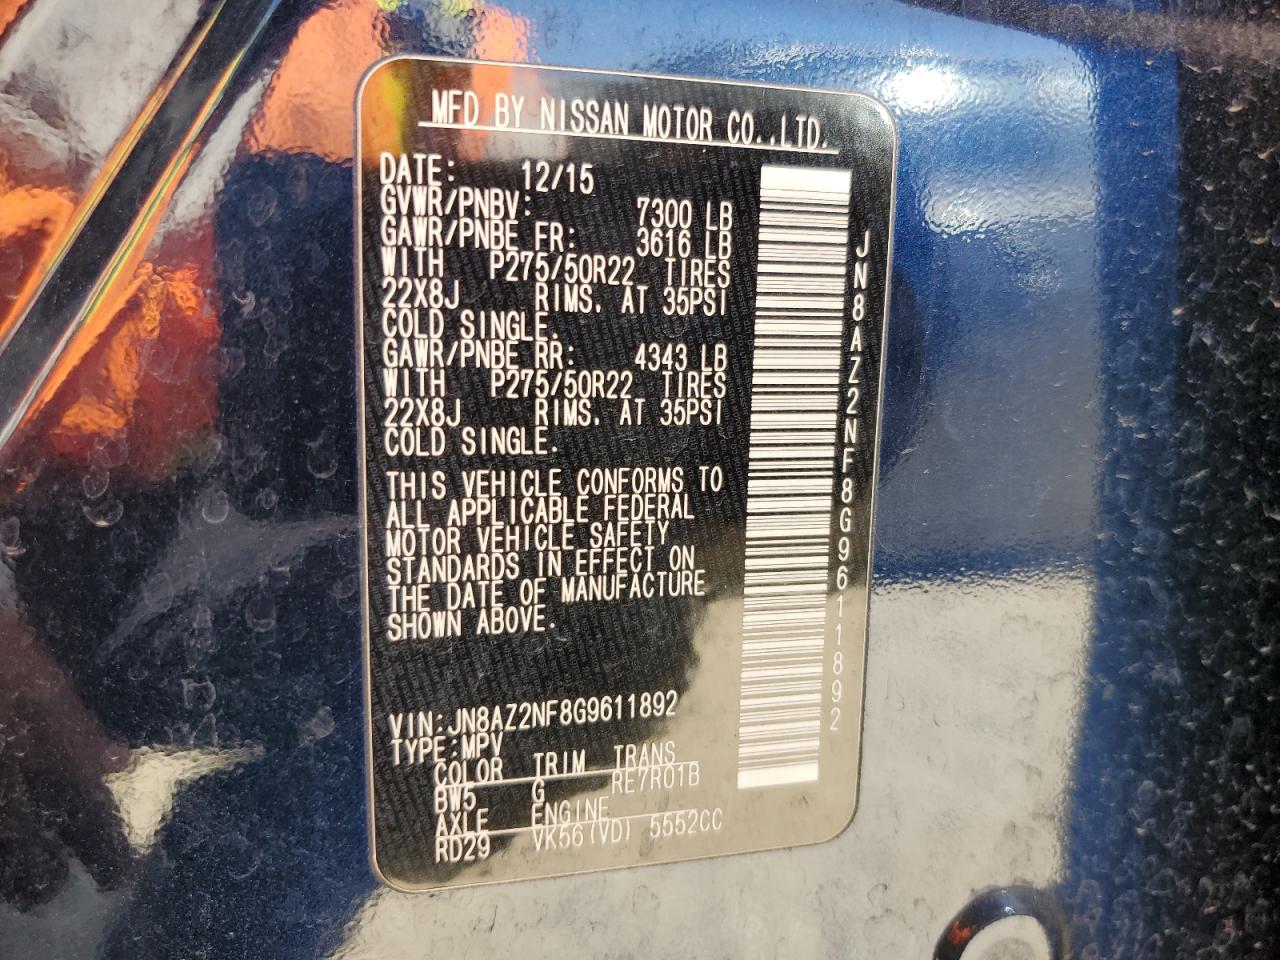 MFD BY NISSAN MOTOR CO.,LTD.
DATE: 12/15
GVWR/PNBV: 7300 LB
GAWR/PNBE FR: 3616 LB
WITH P275/50R22 TIRES
22X8J RIMS. AT 35PSI
COLD SINGLE.
GAWR/PNBE RR: 4343 LB
WITH P275/50R22 TIRES
22X8J RIMS. AT 35PSI
COLD SINGLE.
THIS VEHICLE CONFORMS TO
ALL APPLICABLE FEDERAL
MOTOR VEHICLE SAFETY
STANDARDS IN EFFECT ON
THE DATE OF MANUFACTURE
SHOWN ABOVE.
VIN:JN8AZ2NF8G9611892
TYPE:MPV
COLOR TRIM TRANS
BW5 G RE7R01B
AXLE ENGINE
RD29 VK56(VD) 5552CC
JN8AZ2NF8G9611892